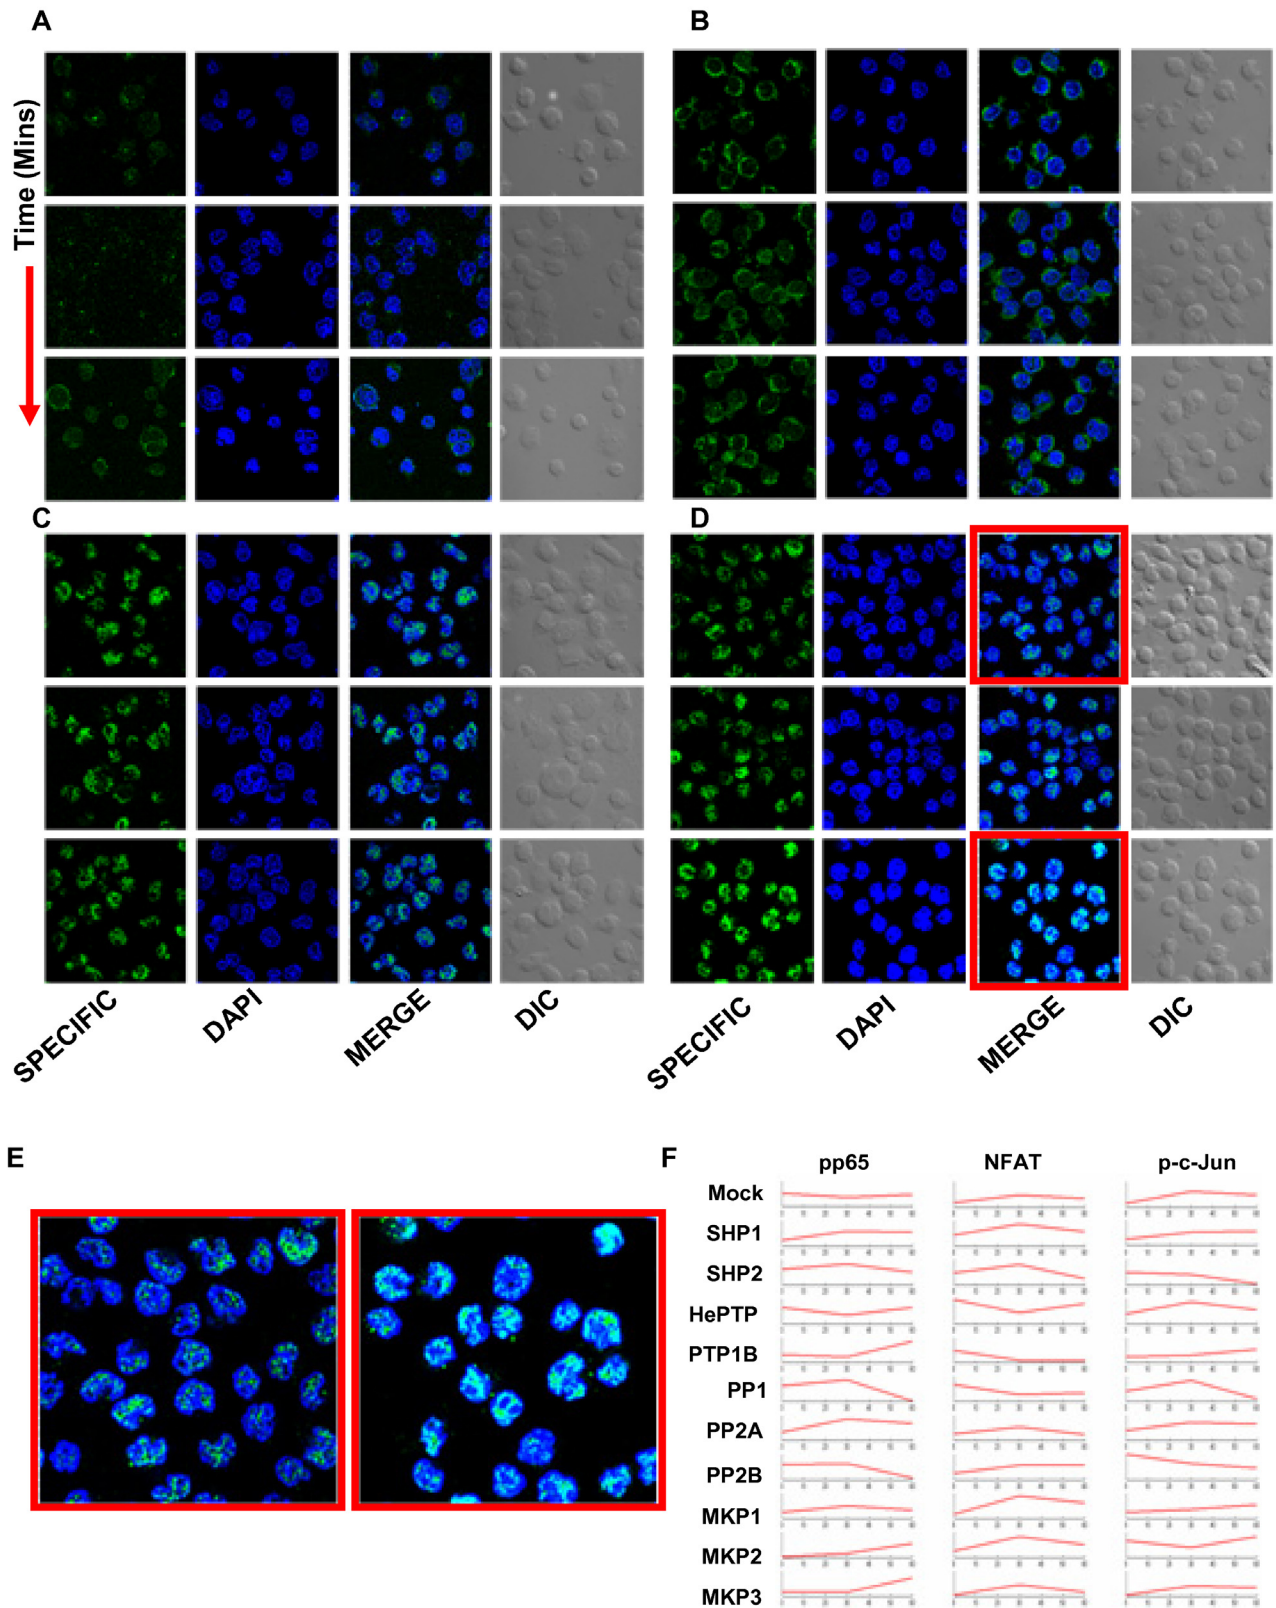 A
B
Time (Mins)
C
D
SPECIFIC
DAPI
MERGE
DIC
SPECIFIC
DAPI
MERGE
DIC
E
F
pp65
NFAT
p-c-Jun
Mock
SHP1
SHP2
HePTP
PTP1B
PP1
PP2A
PP2B
MKP1
MKP2
MKP3